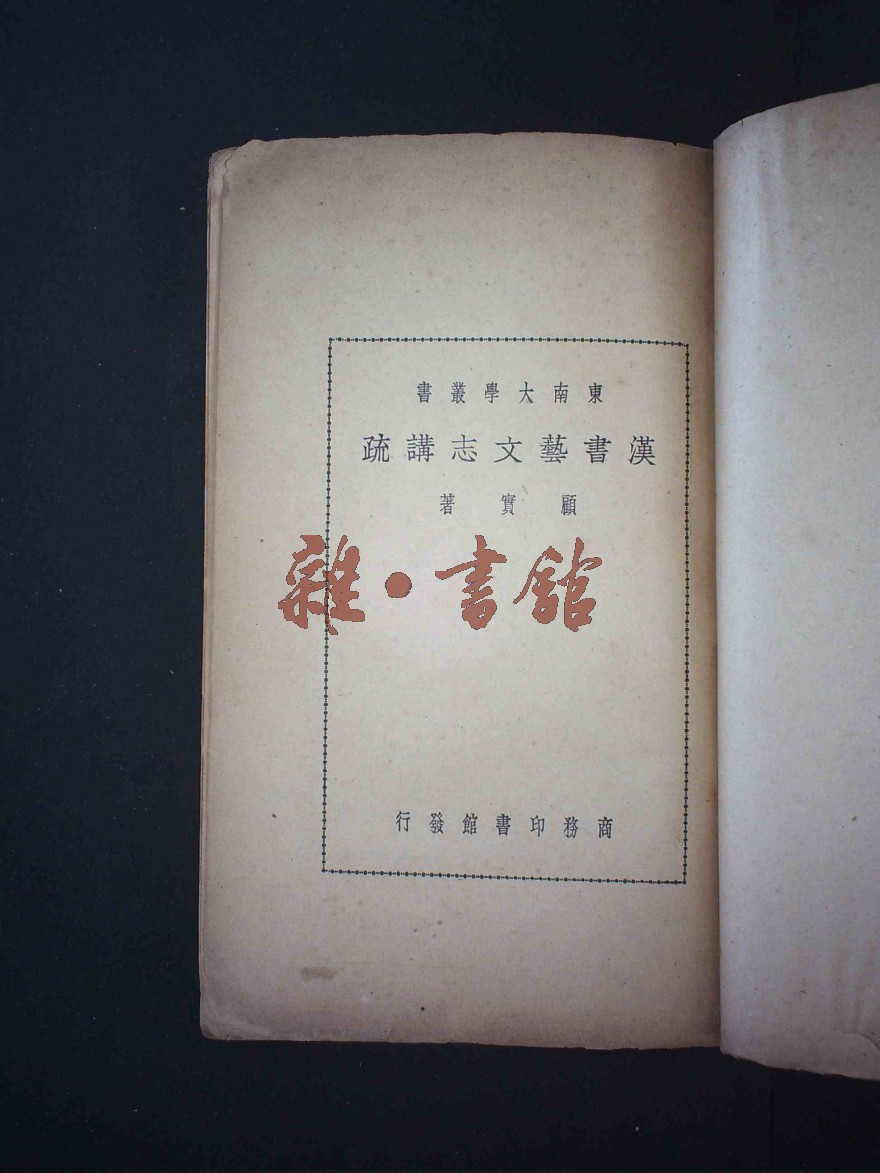 東南大學叢書
漢書藝文志講疏
顧實著
雜·書館
商務印書館發行